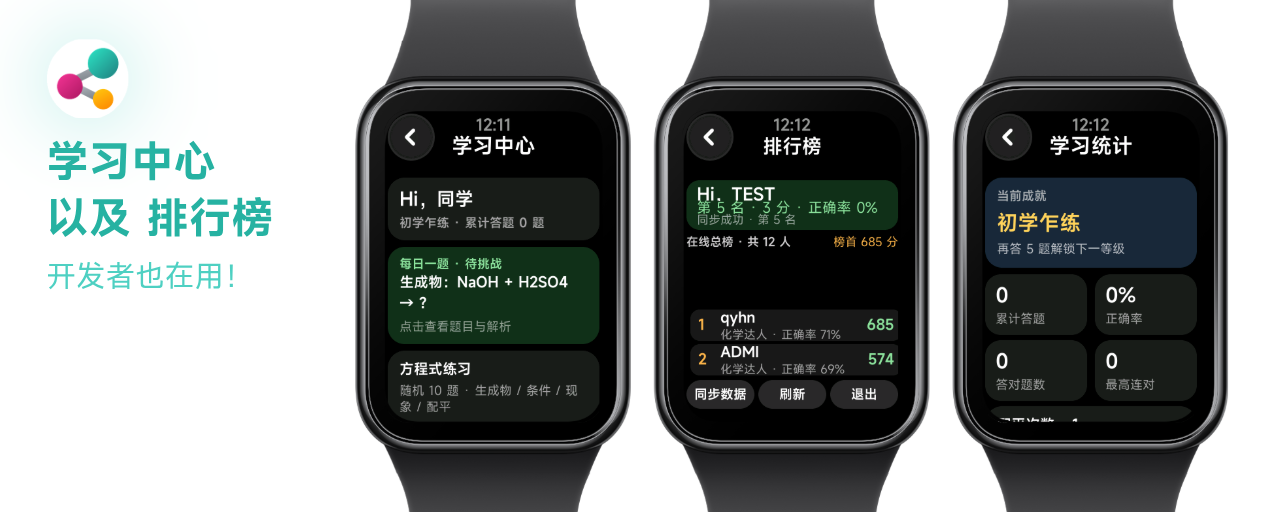 学习中心
以及 排行榜
开发者也在用！
12:11
学习中心
Hi，同学
初学乍练 · 累计答题 0 题
每日一题 · 待挑战
生成物：NaOH + H2SO4
→ ?
点击查看题目与解析
方程式练习
随机 10 题 · 生成物 / 条件 / 现
象 / 配平
12:12
排行榜
Hi，TEST
第 5 名 · 3 分 · 正确率 0%
同步成功 · 第 5 名
在线总榜 · 共 12 人
榜首 685 分
1
qyhn
化学达人 · 正确率 71%
685
2
ADMI
化学达人 · 正确率 69%
574
同步数据
刷新
退出
12:12
学习统计
当前成就
初学乍练
再答 5 题解锁下一等级
0
累计答题
0%
正确率
0
答对题数
0
最高连对